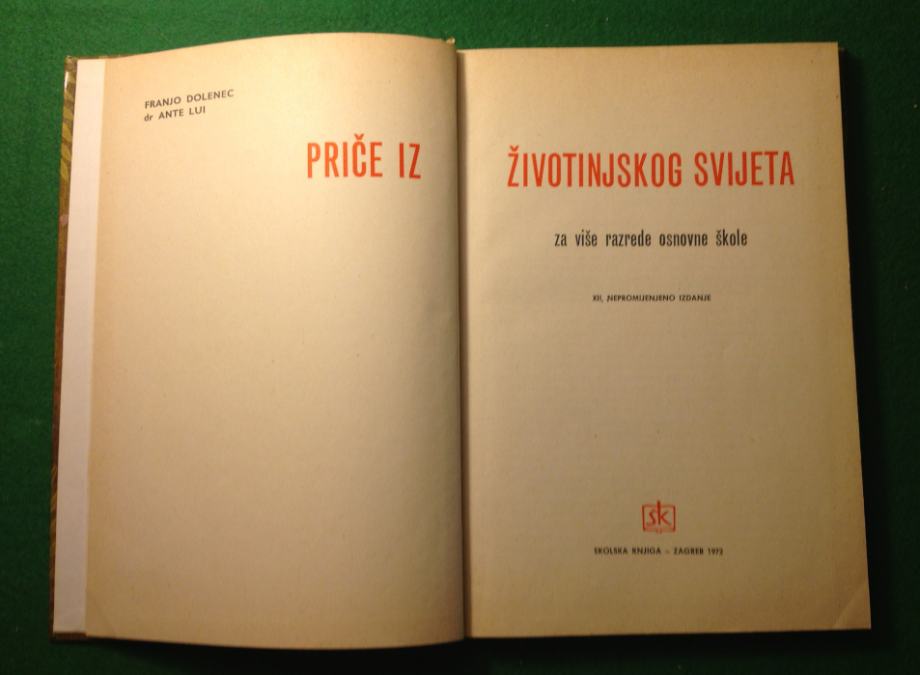 FRANJO DOLENEC
dr ANTE LUI
PRIČE IZ ŽIVOTINJSKOG SVIJETA
za više razrede osnovne škole
XII, NEPROMIJENJENO IZDANJE
sk
ŠKOLSKA KNJIGA – ZAGREB 1973